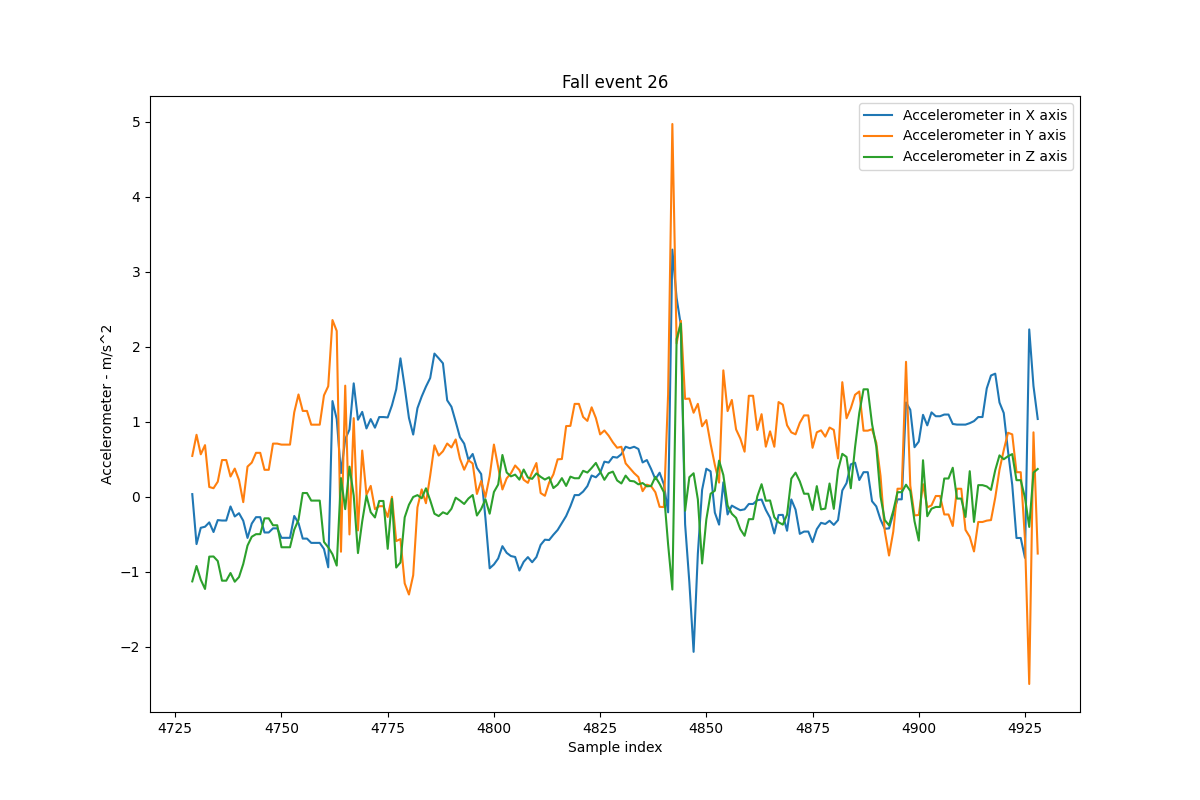 Fall event 26
Accelerometer in X axis
Accelerometer in Y axis
Accelerometer in Z axis
Accelerometer - m/s^2
5
4
3
2
1
0
−1
−2
4725 4750 4775 4800 4825 4850 4875 4900 4925
Sample index